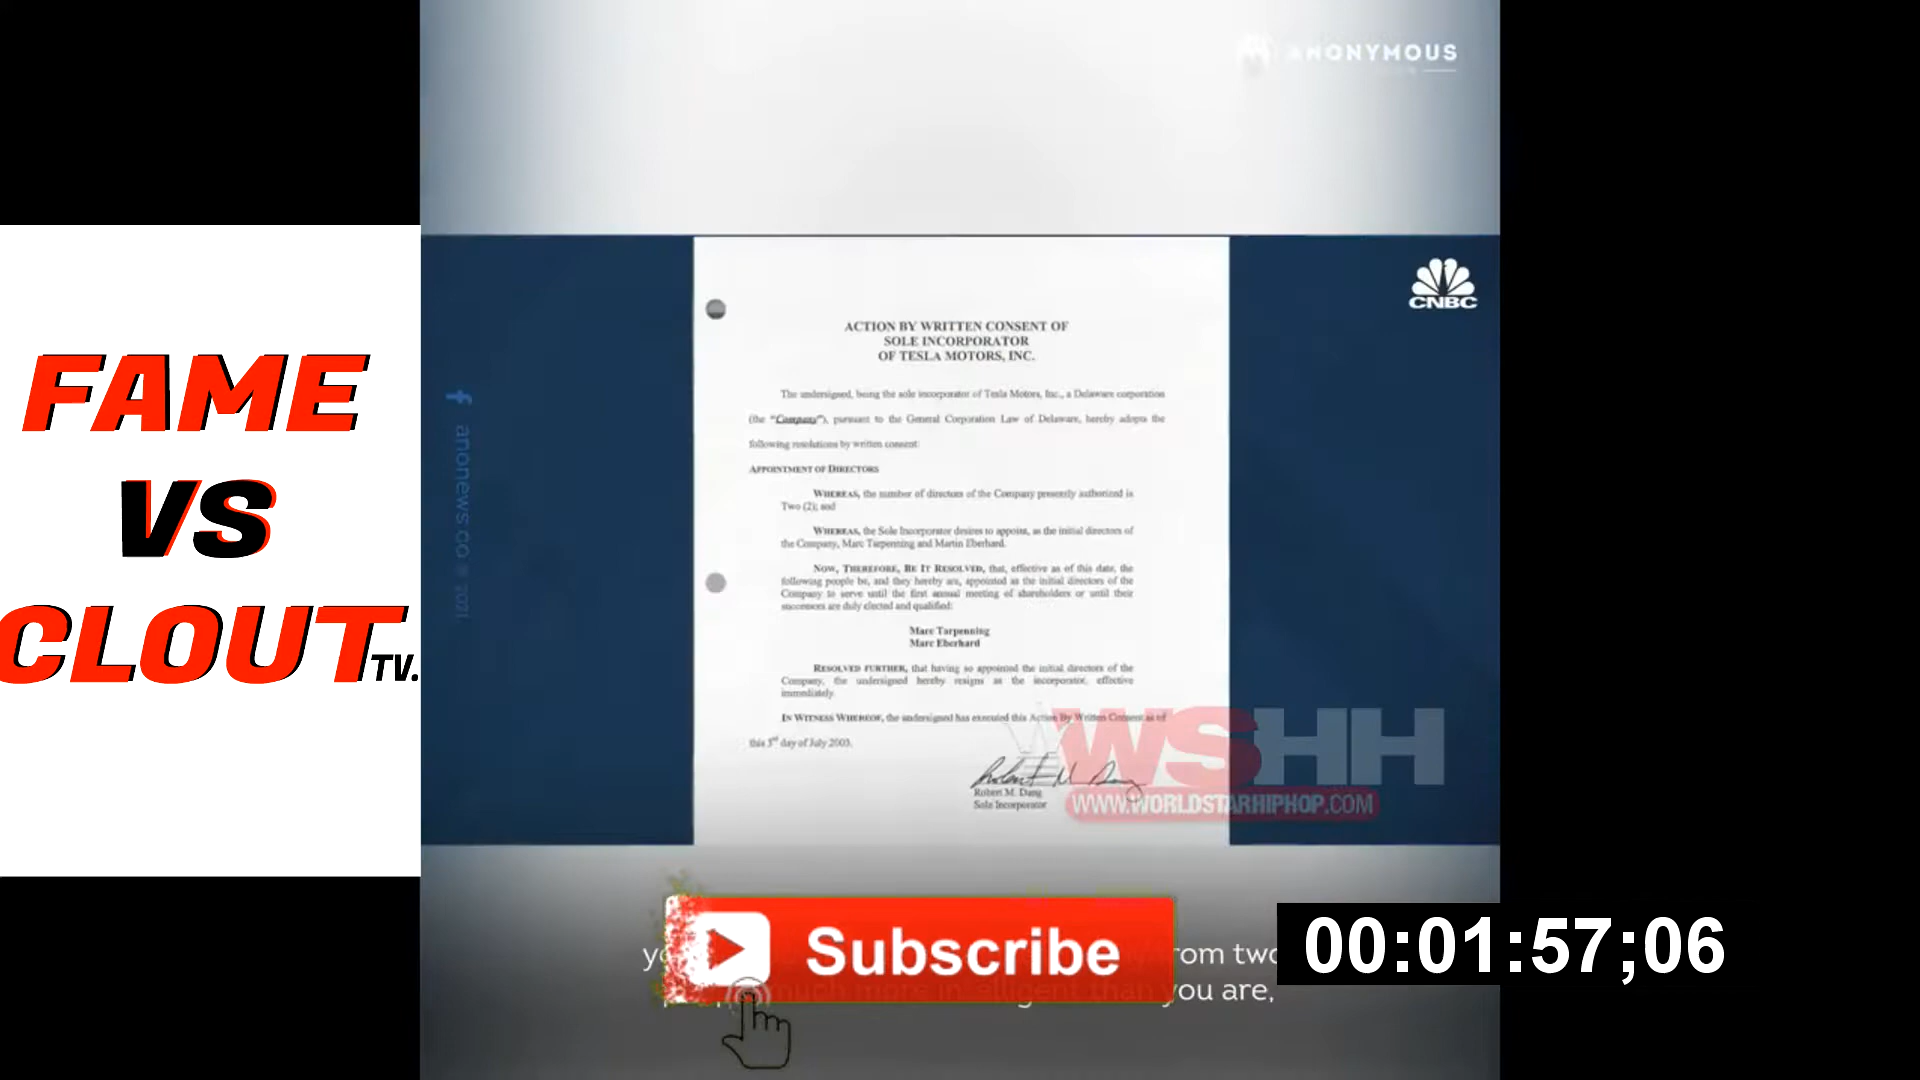 ANONYMOUS
CNBC
FAME
VS
CLOUT TV.
f anonews.co © 2021
ACTION BY WRITTEN CONSENT OF
SOLE INCORPORATOR
OF TESLA MOTORS, INC.
The undersigned, being the sole incorporator of Tesla Motors, Inc., a Delaware corporation
(the "Company"), pursuant to the General Corporation Law of Delaware, hereby adopts the
following resolutions by written consent:
APPOINTMENT OF DIRECTORS
WHEREAS, the number of directors of the Company presently authorized is
Two (2); and
WHEREAS, the Sole Incorporator desires to appoint, as the initial directors of
the Company, Marc Tarpenning and Martin Eberhard.
NOW, THEREFORE, BE IT RESOLVED, that, effective as of this date, the
following people be, and they hereby are, appointed as the initial directors of the
Company to serve until the first annual meeting of shareholders or until their
successors are duly elected and qualified:
Marc Tarpenning
Marc Eberhard
RESOLVED FURTHER, that having so appointed the initial directors of the
Company, the undersigned hereby resigns as the incorporator, effective
immediately.
IN WITNESS WHEREOF, the undersigned has executed this Action By Written Consent as of
this 3rd day of July 2003.
Robert M. Dang
Robert M. Dang
Sole Incorporator
WSHH
WWW.WORLDSTARHIPHOP.COM
Subscribe
from two
much more intelligent than you are,
00:01:57;06